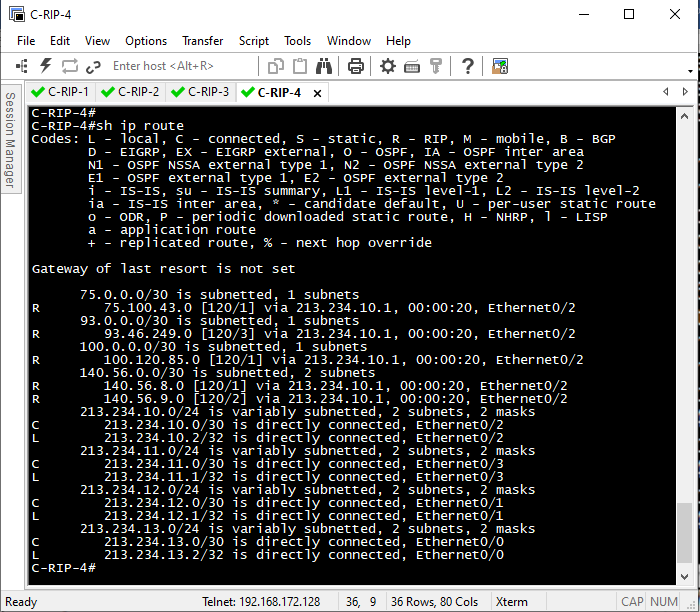 C-RIP-4
File Edit View Options Transfer Script Tools Window Help
Enter host <Alt+R>
Session Manager
C-RIP-1 C-RIP-2 C-RIP-3 C-RIP-4
C-RIP-4#
C-RIP-4#sh ip route
Codes: L - local, C - connected, S - static, R - RIP, M - mobile, B - BGP
D - EIGRP, EX - EIGRP external, O - OSPF, IA - OSPF inter area
N1 - OSPF NSSA external type 1, N2 - OSPF NSSA external type 2
E1 - OSPF external type 1, E2 - OSPF external type 2
i - IS-IS, su - IS-IS summary, L1 - IS-IS level-1, L2 - IS-IS level-2
ia - IS-IS inter area, * - candidate default, U - per-user static route
o - ODR, P - periodic downloaded static route, H - NHRP, l - LISP
a - application route
+ - replicated route, % - next hop override
Gateway of last resort is not set
75.0.0.0/30 is subnetted, 1 subnets
R 75.100.43.0 [120/1] via 213.234.10.1, 00:00:20, Ethernet0/2
93.0.0.0/30 is subnetted, 1 subnets
R 93.46.249.0 [120/3] via 213.234.10.1, 00:00:20, Ethernet0/2
100.0.0.0/30 is subnetted, 1 subnets
R 100.120.85.0 [120/1] via 213.234.10.1, 00:00:20, Ethernet0/2
140.56.0.0/30 is subnetted, 2 subnets
R 140.56.8.0 [120/1] via 213.234.10.1, 00:00:20, Ethernet0/2
R 140.56.9.0 [120/2] via 213.234.10.1, 00:00:20, Ethernet0/2
213.234.10.0/24 is variably subnetted, 2 subnets, 2 masks
C 213.234.10.0/30 is directly connected, Ethernet0/2
L 213.234.10.2/32 is directly connected, Ethernet0/2
213.234.11.0/24 is variably subnetted, 2 subnets, 2 masks
C 213.234.11.0/30 is directly connected, Ethernet0/3
L 213.234.11.1/32 is directly connected, Ethernet0/3
213.234.12.0/24 is variably subnetted, 2 subnets, 2 masks
C 213.234.12.0/30 is directly connected, Ethernet0/1
L 213.234.12.1/32 is directly connected, Ethernet0/1
213.234.13.0/24 is variably subnetted, 2 subnets, 2 masks
C 213.234.13.0/30 is directly connected, Ethernet0/0
L 213.234.13.2/32 is directly connected, Ethernet0/0
C-RIP-4#
Ready Telnet: 192.168.172.128 36, 9 36 Rows, 80 Cols Xterm CAP NUM